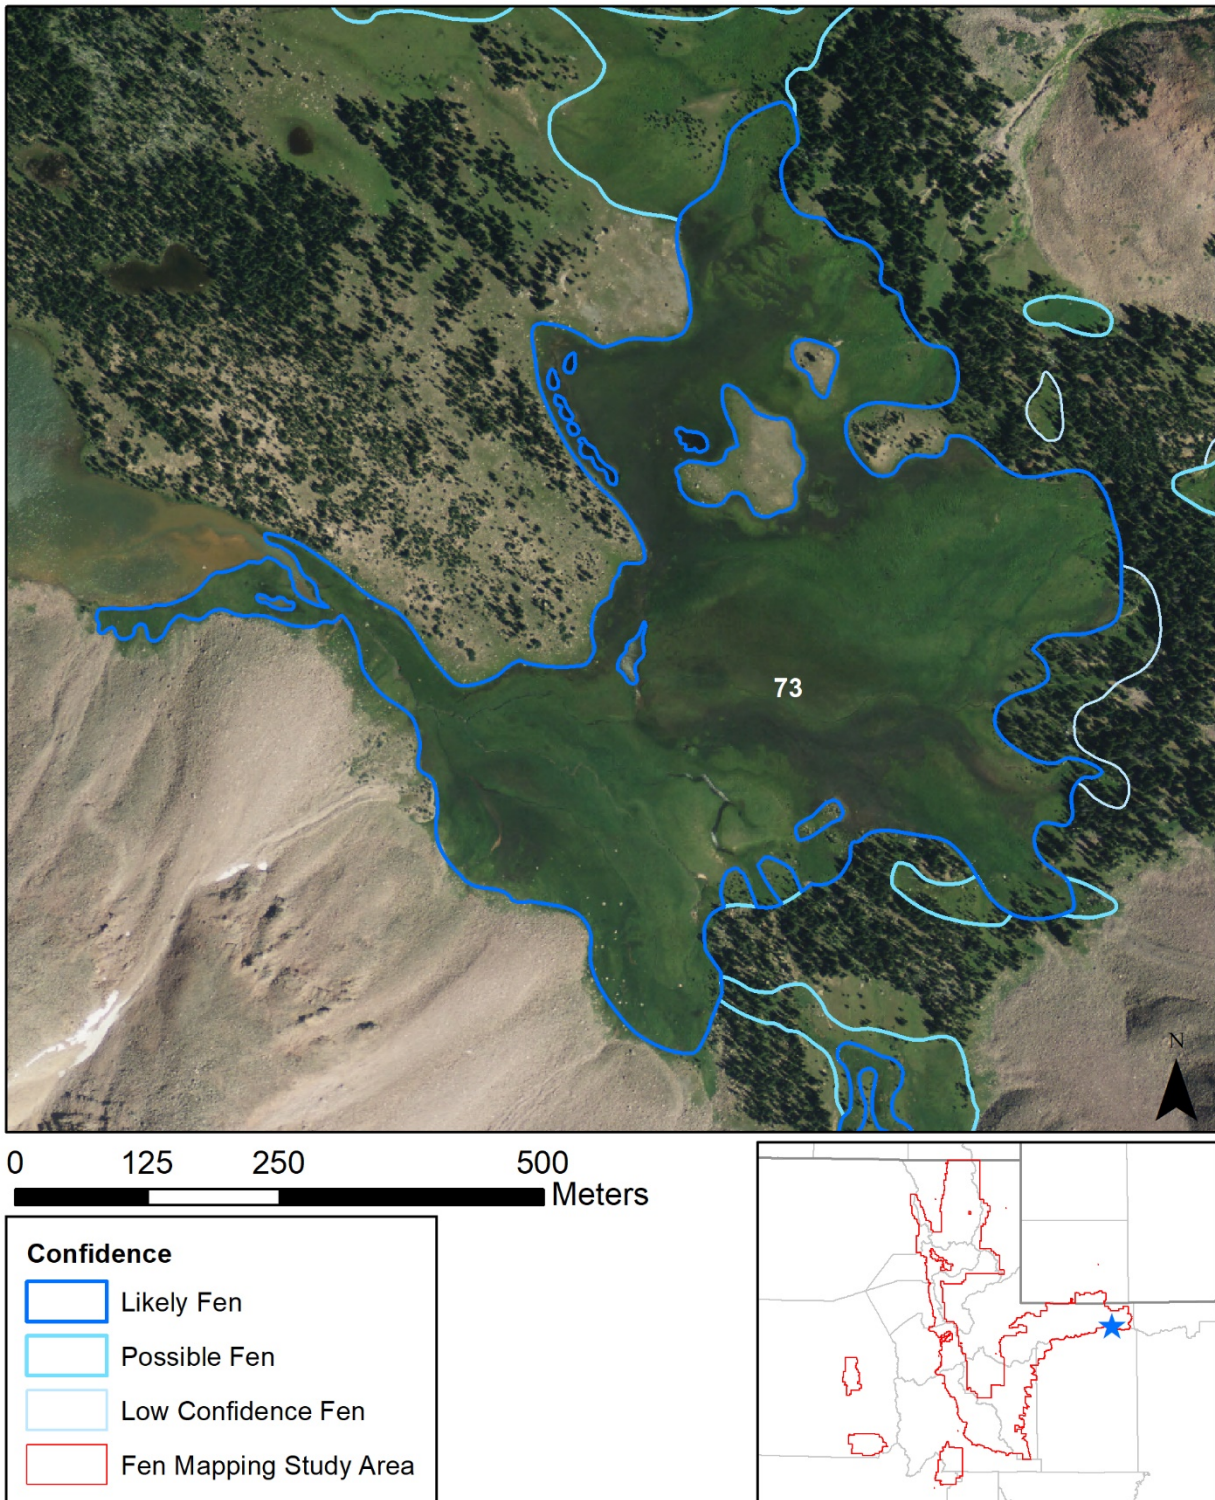 73
N
0 125 250 500
Meters
Confidence
Likely Fen
Possible Fen
Low Confidence Fen
Fen Mapping Study Area